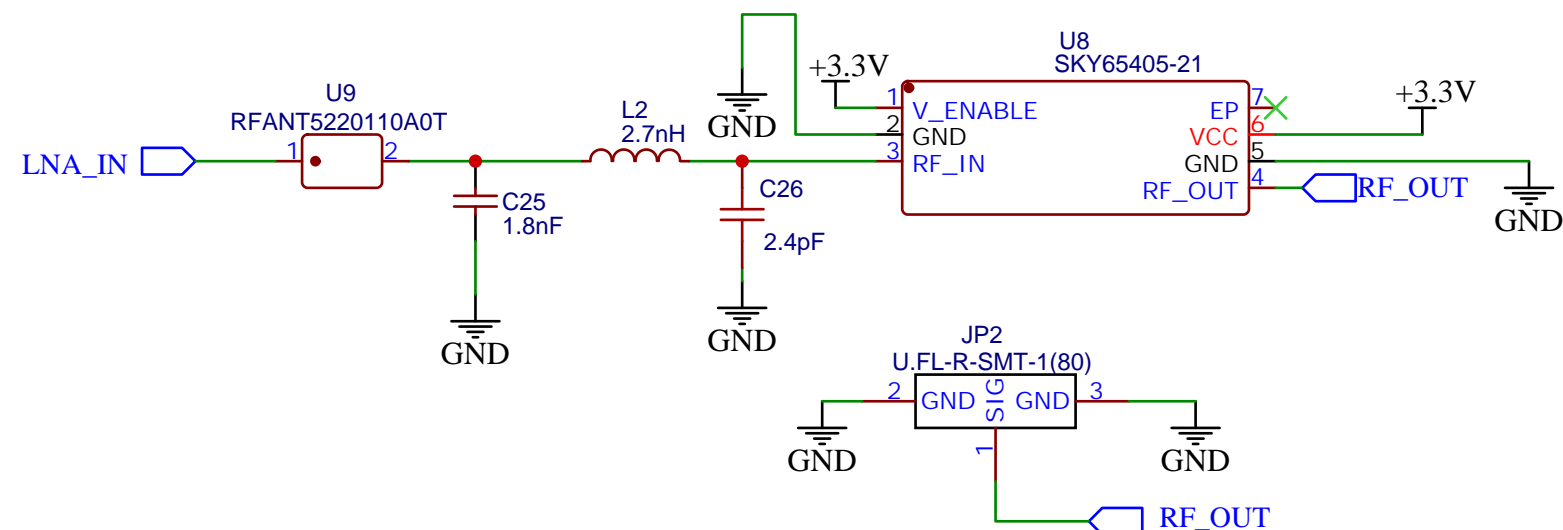 U8
SKY65405-21
+3.3V
+3.3V
U9
RFANT5220110A0T
L2
2.7nH
GND
1
V_ENABLE
2
GND
3
RF_IN
7
EP
6
VCC
5
GND
4
RF_OUT
RF_OUT
GND
LNA_IN
1
2
C25
1.8nF
C26
2.4pF
GND
GND
JP2
U.FL-R-SMT-1(80)
2
GND
SIG
GND
3
1
GND
GND
RF_OUT